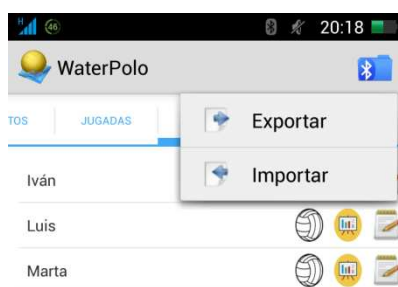 H 46 20:18
WaterPolo
TOS JUGADAS
Exportar
Importar
Iván
Luis
Marta